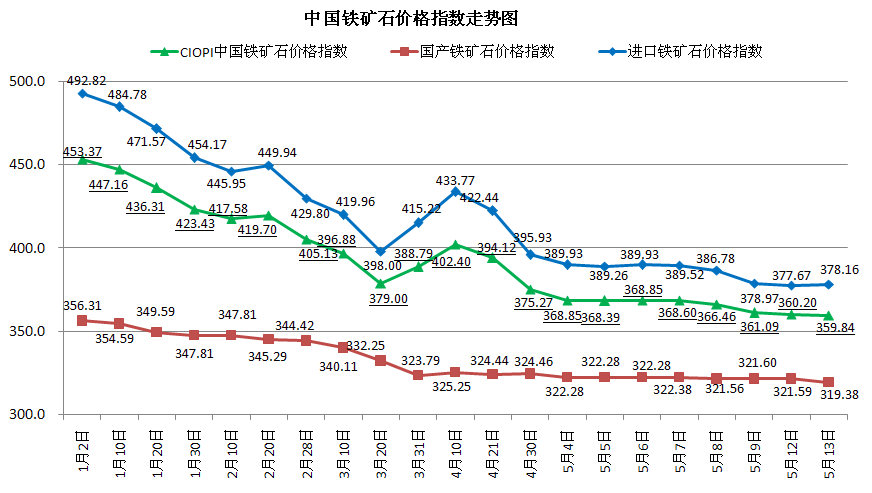 中国铁矿石价格指数走势图
CIOPI中国铁矿石价格指数 国产铁矿石价格指数 进口铁矿石价格指数
500.0
450.0
400.0
350.0
300.0
492.82 484.78 471.57 454.17 445.95 449.94 429.80 419.96 398.00 415.22 433.77 422.44 395.93 389.93 389.26 389.93 389.52 386.78 378.97 377.67 378.16
453.37 447.16 436.31 423.43 417.58 419.70 405.13 396.88 379.00 388.79 402.40 394.12 375.27 368.85 368.39 368.85 368.60 366.46 361.09 360.20 359.84
356.31 354.59 349.59 347.81 347.81 345.29 344.42 340.11 332.25 323.79 325.25 324.44 324.46 322.28 322.28 322.28 322.38 321.56 321.60 321.59 319.38
1月2日 1月10日 1月20日 1月30日 2月10日 2月20日 2月28日 3月10日 3月20日 3月31日 4月10日 4月21日 4月30日 5月4日 5月5日 5月6日 5月7日 5月8日 5月9日 5月12日 5月13日